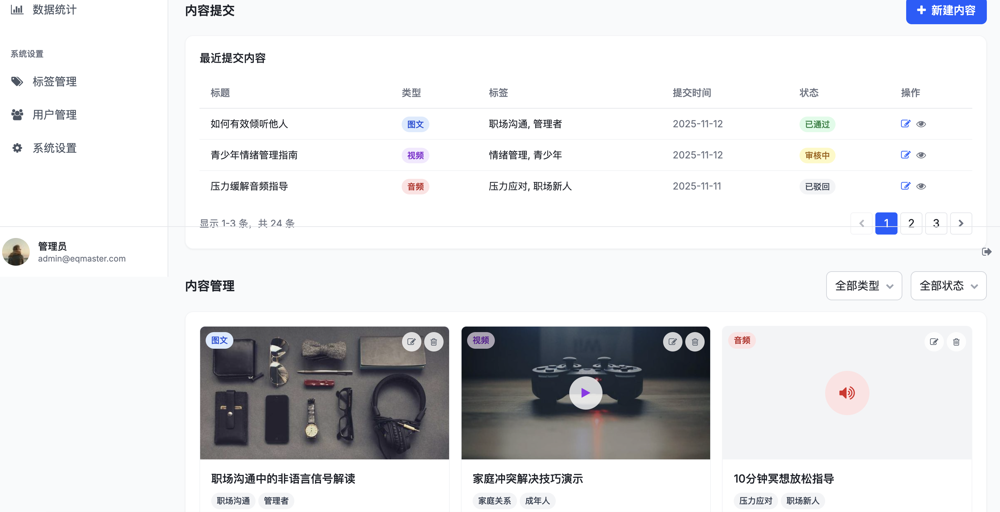 数据统计
系统设置
标签管理
用户管理
系统设置
管理员
admin@eqmaster.com
内容提交
新建内容
最近提交内容
标题 类型 标签 提交时间 状态 操作
如何有效倾听他人 图文 职场沟通, 管理者 2025-11-12 已通过
青少年情绪管理指南 视频 情绪管理, 青少年 2025-11-12 审核中
压力缓解音频指导 音频 压力应对, 职场新人 2025-11-11 已驳回
显示 1-3 条，共 24 条 1 2 3
内容管理 全部类型 全部状态
图文
职场沟通中的非语言信号解读
职场沟通 管理者
视频
家庭冲突解决技巧演示
家庭关系 成年人
音频
10分钟冥想放松指导
压力应对 职场新人